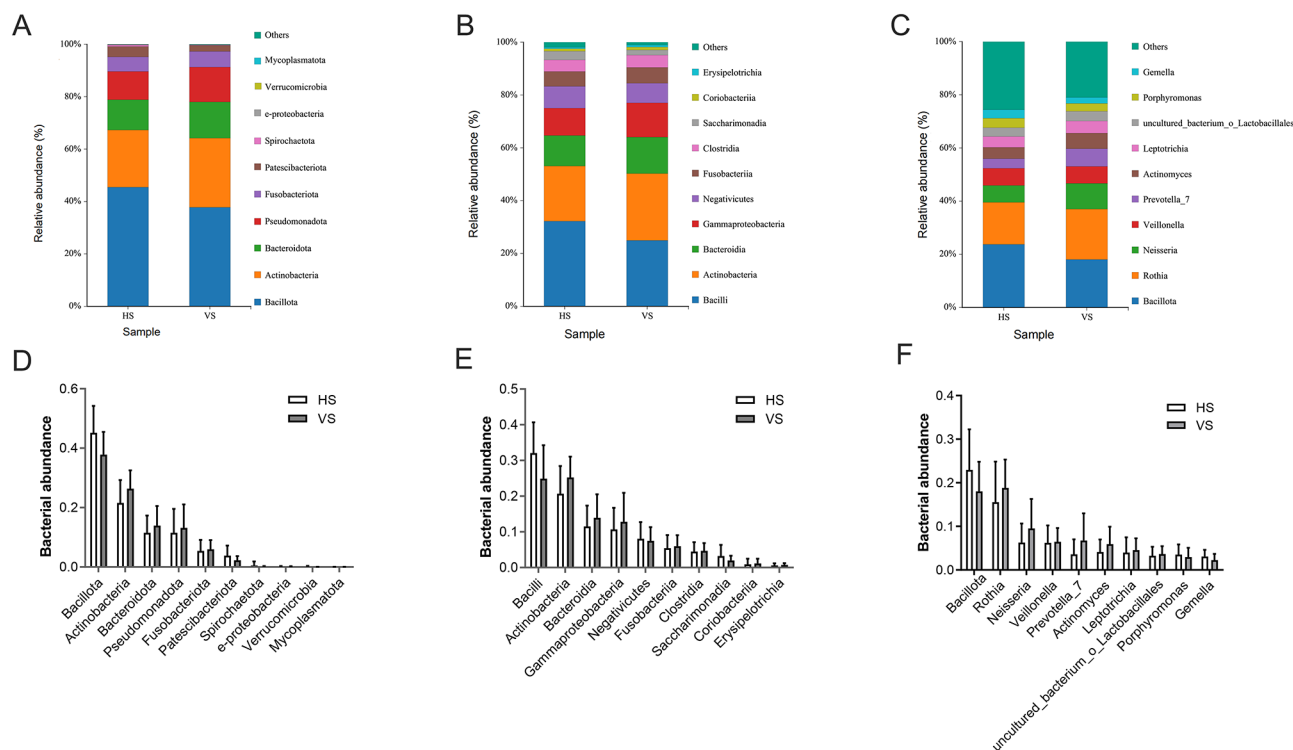 A
Relative abundance (%)
100%
80%
60%
40%
20%
0%
HS
VS
Sample
Others
Mycoplasmatota
Verrucomicrobia
e-proteobacteria
Spirochaetota
Patescibacteriota
Fusobacteriota
Pseudomonadota
Bacteroidota
Actinobacteria
Bacillota
B
Relative abundance (%)
100%
80%
60%
40%
20%
0%
HS
VS
Sample
Others
Erysipelotrichia
Coriobacteriia
Saccharimonadia
Clostridia
Fusobacteriia
Negativicutes
Gammaproteobacteria
Bacteroidia
Actinobacteria
Bacilli
C
Relative abundance (%)
100%
80%
60%
40%
20%
0%
HS
VS
Sample
Others
Gemella
Porphyromonas
uncultured_bacterium_o_Lactobacillales
Leptotrichia
Actinomyces
Prevotella_7
Veillonella
Neisseria
Rothia
Bacillota
D
Bacterial abundance
0.6
0.4
0.2
0.0
HS
VS
Bacillota
Actinobacteria
Bacteroidota
Pseudomonadota
Fusobacteriota
Patescibacteriota
Spirochaetota
e-proteobacteria
Verrucomicrobia
Mycoplasmatota
E
Bacterial abundance
0.5
0.4
0.3
0.2
0.1
0.0
HS
VS
Bacilli
Actinobacteria
Bacteroidia
Gammaproteobacteria
Negativicutes
Fusobacteriia
Clostridia
Saccharimonadia
Coriobacteriia
Erysipelotrichia
F
Bacterial abundance
0.4
0.3
0.2
0.1
0.0
HS
VS
Bacillota
Rothia
Neisseria
Veillonella
Prevotella_7
Actinomyces
Leptotrichia
uncultured_bacterium_o_Lactobacillales
Porphyromonas
Gemella